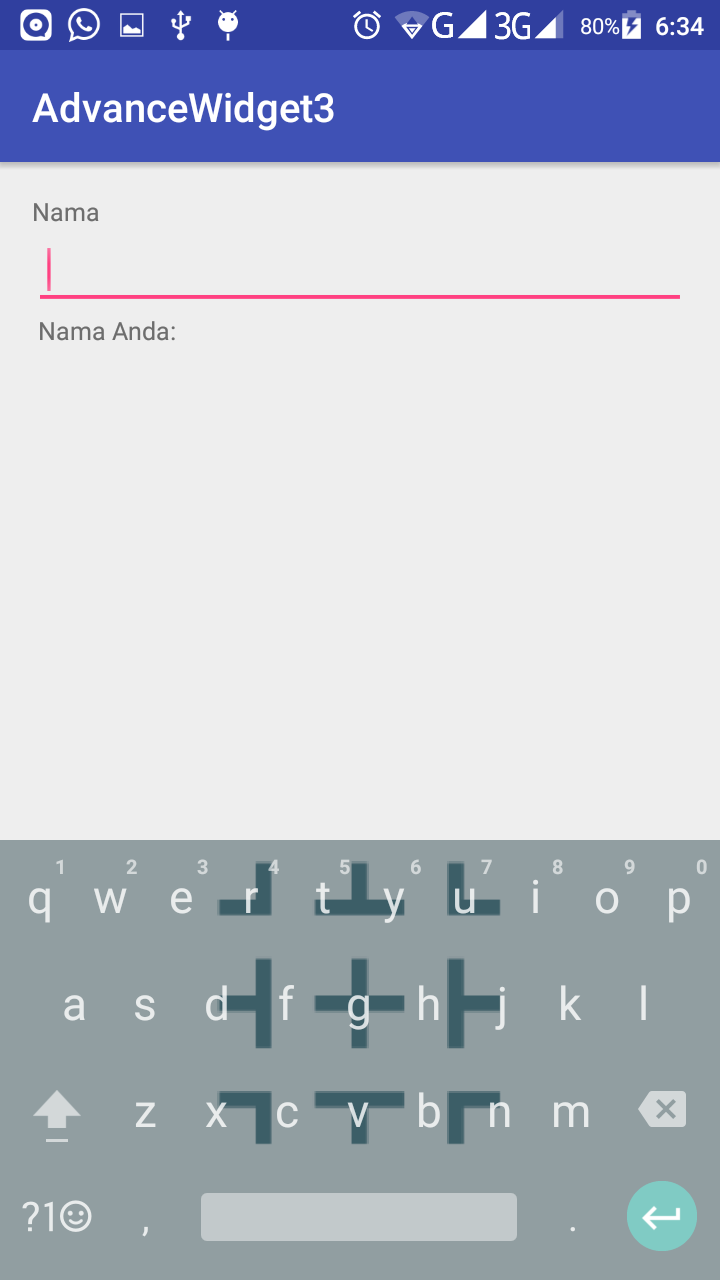 G 3G 80% 6:34
AdvanceWidget3
Nama
Nama Anda:
1 2 3 4 5 6 7 8 9 0
q w e r t y u i o p
a s d f g h j k l
z x c v b n m
?1 , .